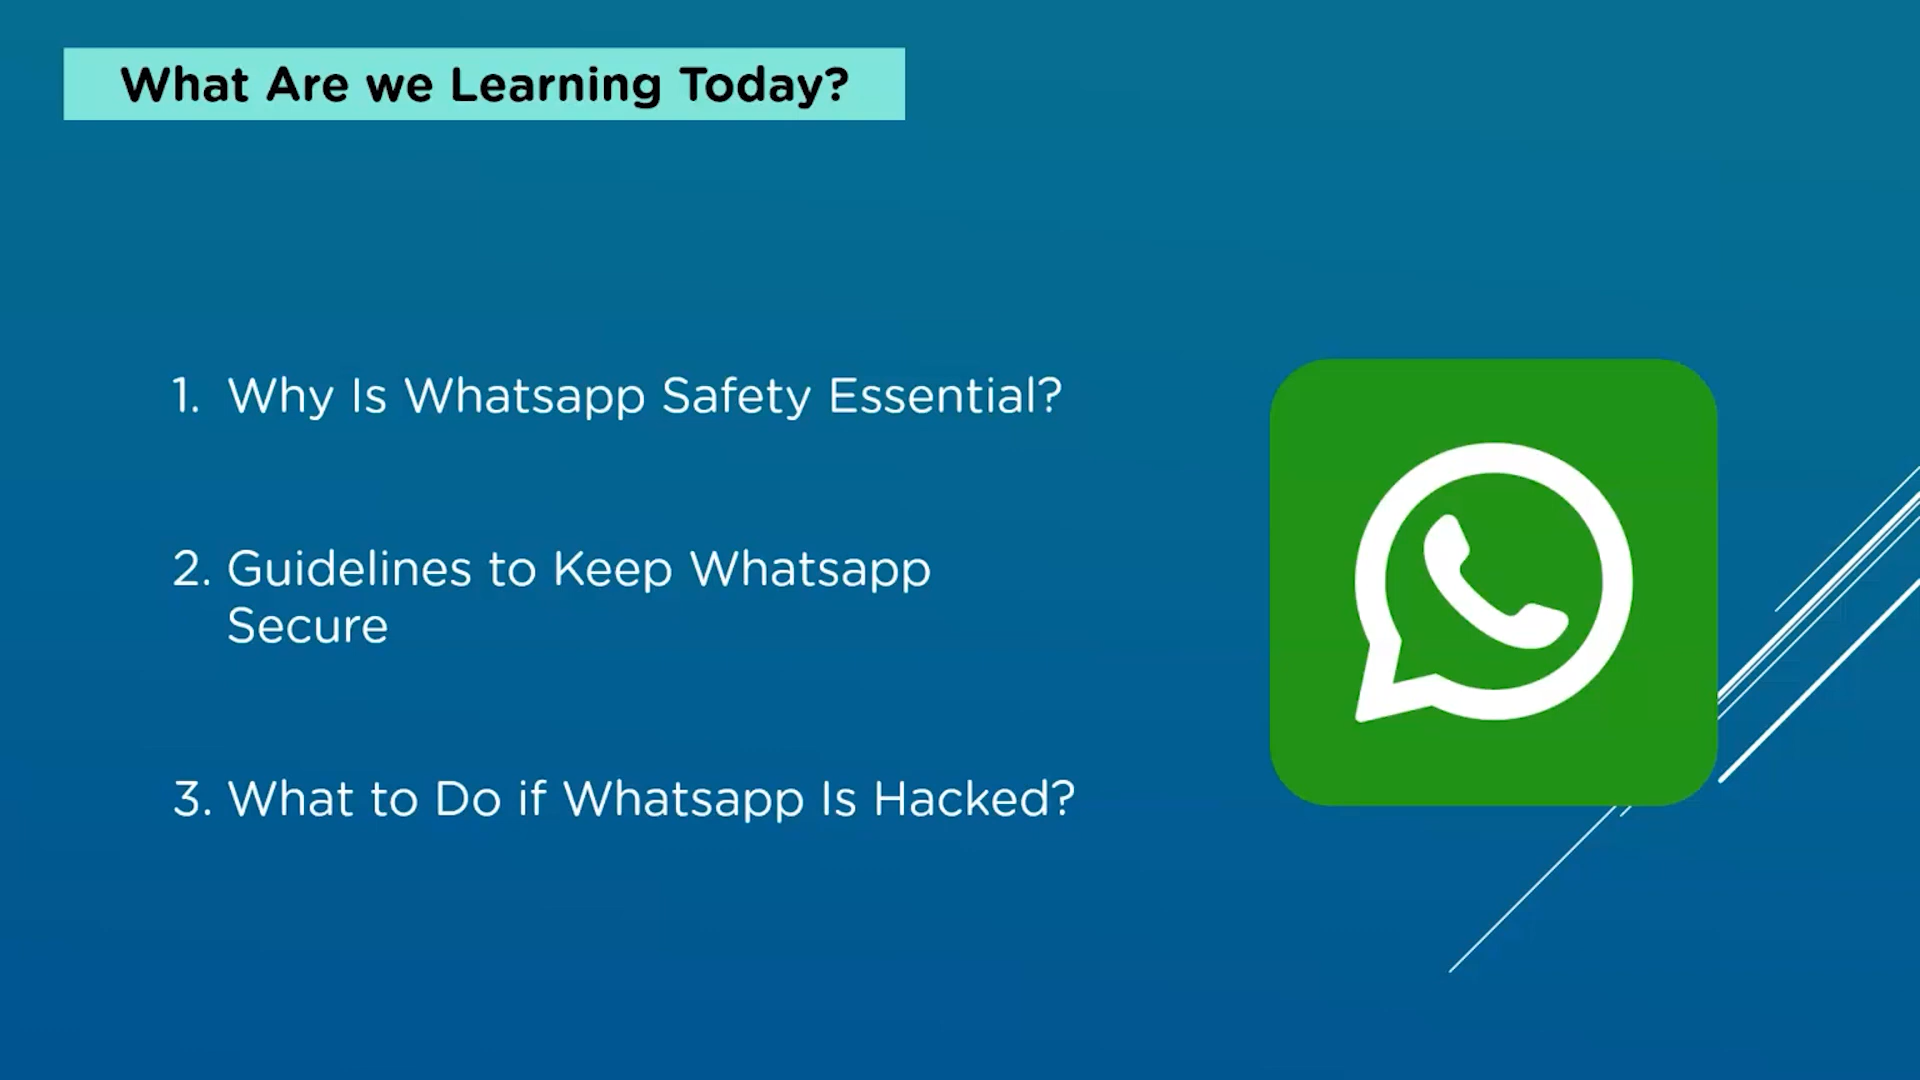 What Are we Learning Today?
1. Why Is Whatsapp Safety Essential?
2. Guidelines to Keep Whatsapp
Secure
3. What to Do if Whatsapp Is Hacked?